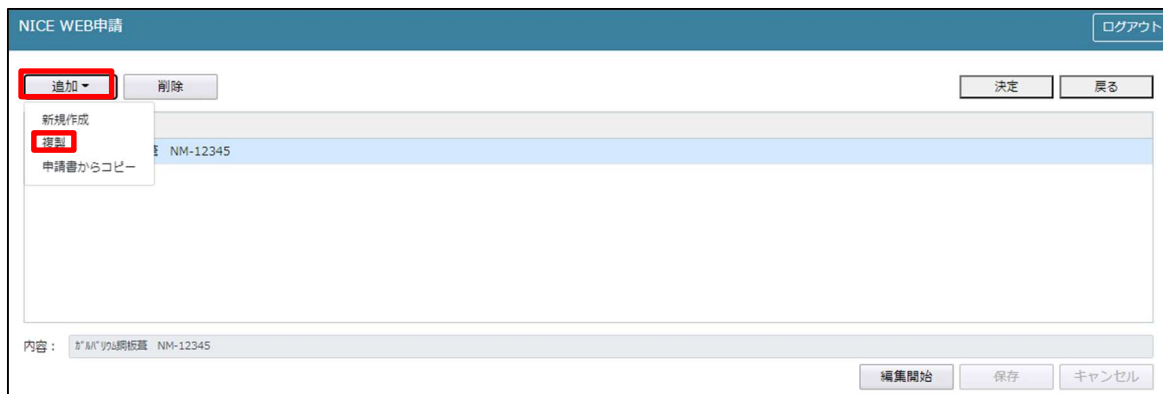 NICE WEB申請
ログアウト
追加
削除
決定
戻る
新規作成
複製
NM-12345
申請書からコピー
内容：
ｶﾞﾙﾊﾞﾘｳﾑ鋼板葺 NM-12345
編集開始
保存
キャンセル